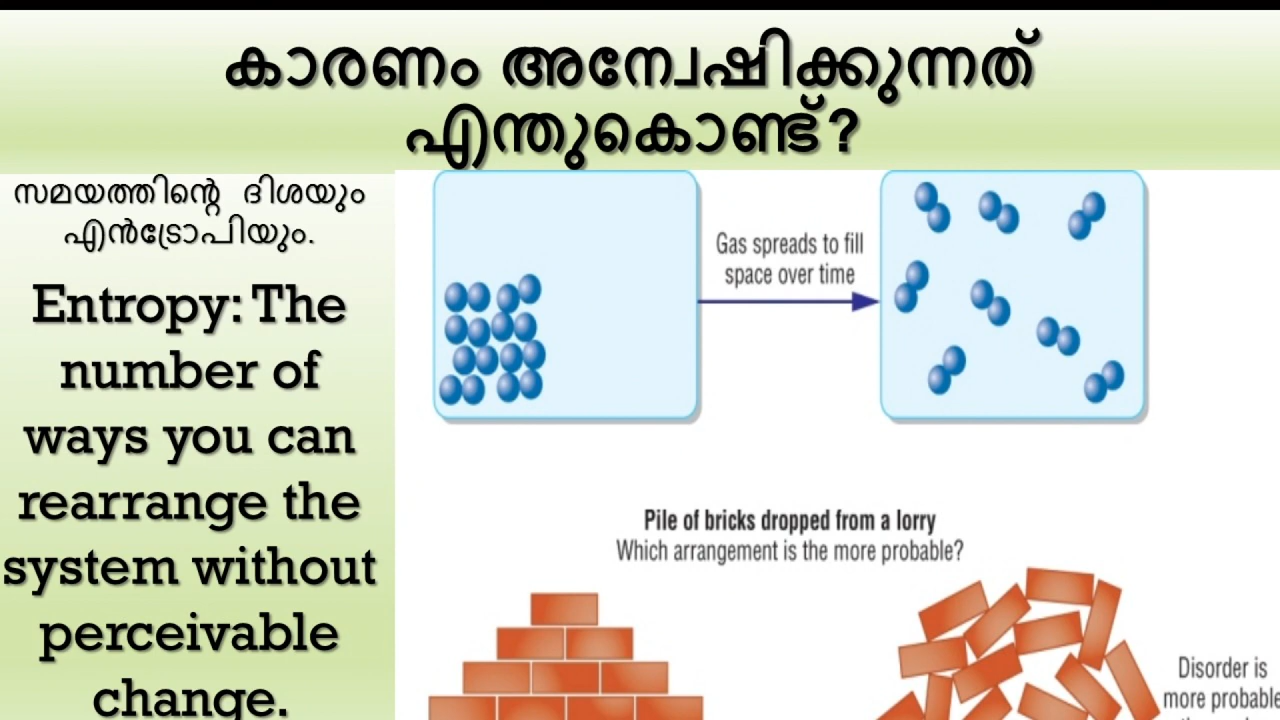 കാരണം അന്വേഷിക്കുന്നത്
എന്തുകൊണ്ട്?
സമയത്തിന്റെ ദിശയും
എൻട്രോപിയും.
Entropy: The
number of
ways you can
rearrange the
system without
perceivable
change.
Gas spreads to fill
space over time
Pile of bricks dropped from a lorry
Which arrangement is the more probable?
Disorder is
more probable